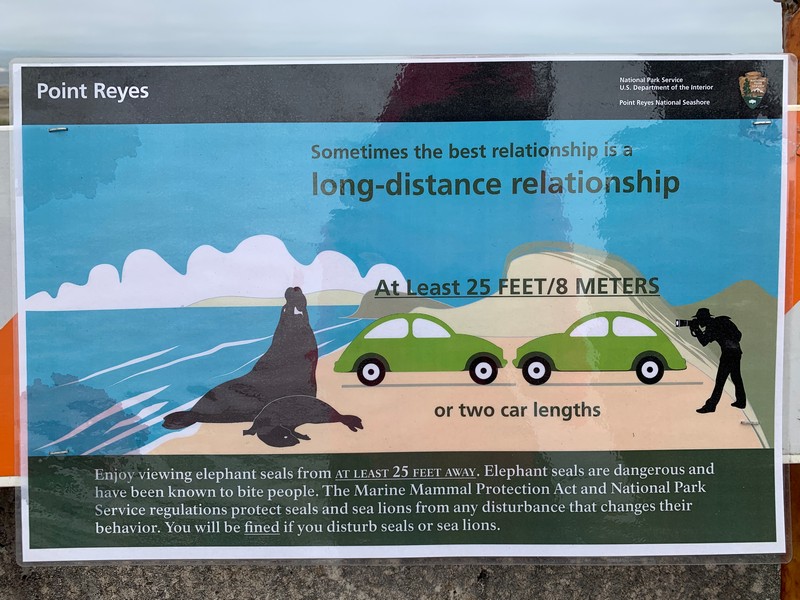 Point Reyes
National Park Service
U.S. Department of the Interior
Point Reyes National Seashore
Sometimes the best relationship is a
long-distance relationship
At Least 25 FEET/8 METERS
or two car lengths
Enjoy viewing elephant seals from AT LEAST 25 FEET AWAY. Elephant seals are dangerous and
have been known to bite people. The Marine Mammal Protection Act and National Park
Service regulations protect seals and sea lions from any disturbance that changes their
behavior. You will be fined if you disturb seals or sea lions.